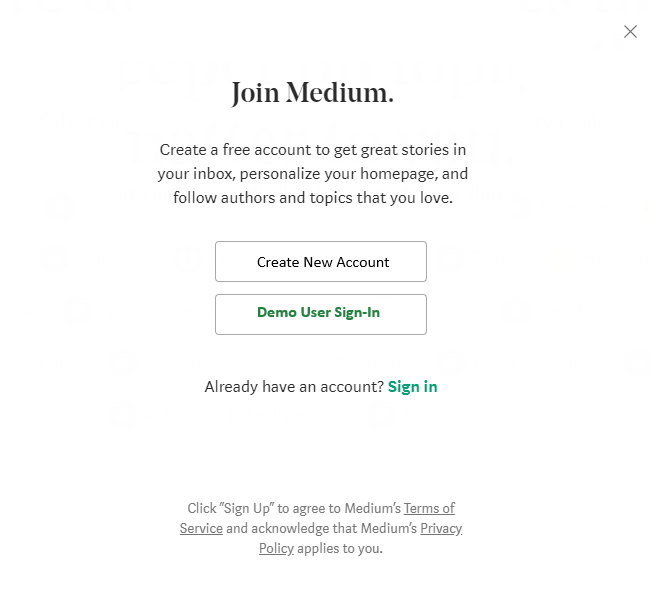 Join Medium.
Create a free account to get great stories in
your inbox, personalize your homepage, and
follow authors and topics that you love.
Create New Account
Demo User Sign-In
Already have an account? Sign in
Click "Sign Up" to agree to Medium's Terms of
Service and acknowledge that Medium's Privacy
Policy applies to you.